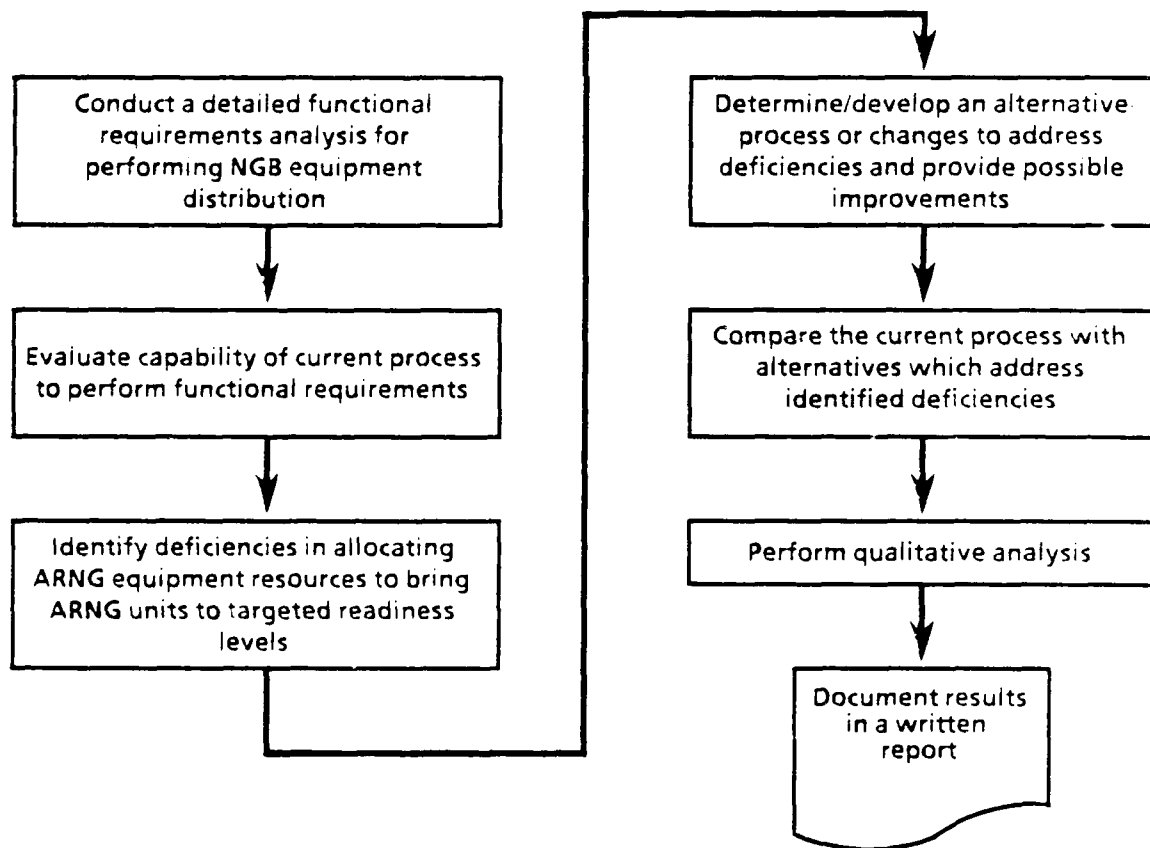 Conduct a detailed functional
requirements analysis for
performing NGB equipment
distribution
Evaluate capability of current process
to perform functional requirements
Identify deficiencies in allocating
ARNG equipment resources to bring
ARNG units to targeted readiness
levels
Determine/develop an alternative
process or changes to address
deficiencies and provide possible
improvements
Compare the current process with
alternatives which address
identified deficiencies
Perform qualitative analysis
Document results
in a written
report